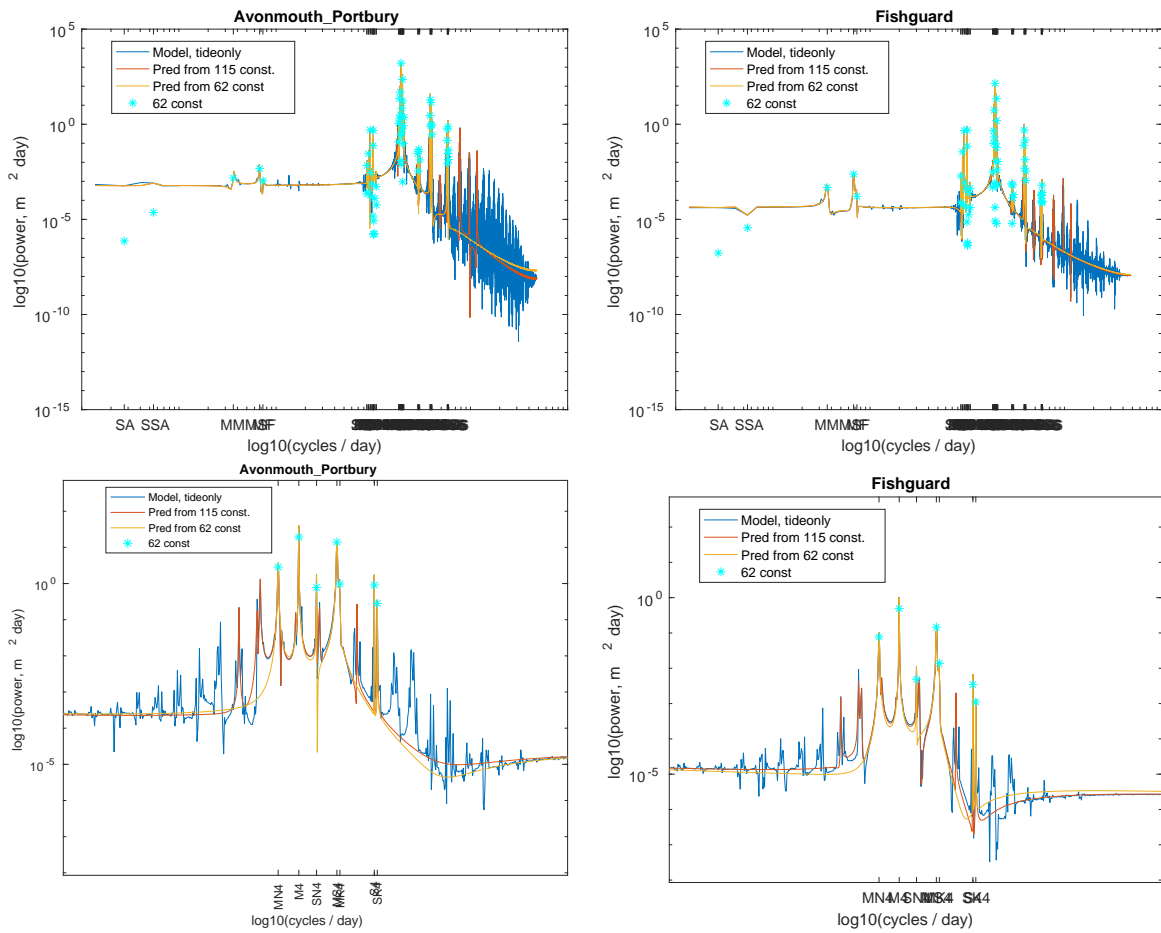 Avonmouth_Portbury
10^5
10^0
10^-5
10^-10
10^-15
log10(power, m^2 day)
Model, tideonly
Pred from 115 const.
Pred from 62 const
62 const
SA SSA
log10(cycles / day)
Fishguard
10^5
10^0
10^-5
10^-10
10^-15
log10(power, m^2 day)
Model, tideonly
Pred from 115 const.
Pred from 62 const
62 const
SA SSA
log10(cycles / day)
Avonmouth_Portbury
10^0
10^-5
log10(power, m^2 day)
Model, tideonly
Pred from 115 const.
Pred from 62 const
62 const
MN4 M4 SN4
log10(cycles / day)
Fishguard
10^0
10^-5
log10(power, m^2 day)
Model, tideonly
Pred from 115 const.
Pred from 62 const
62 const
MN4 M4
log10(cycles / day)